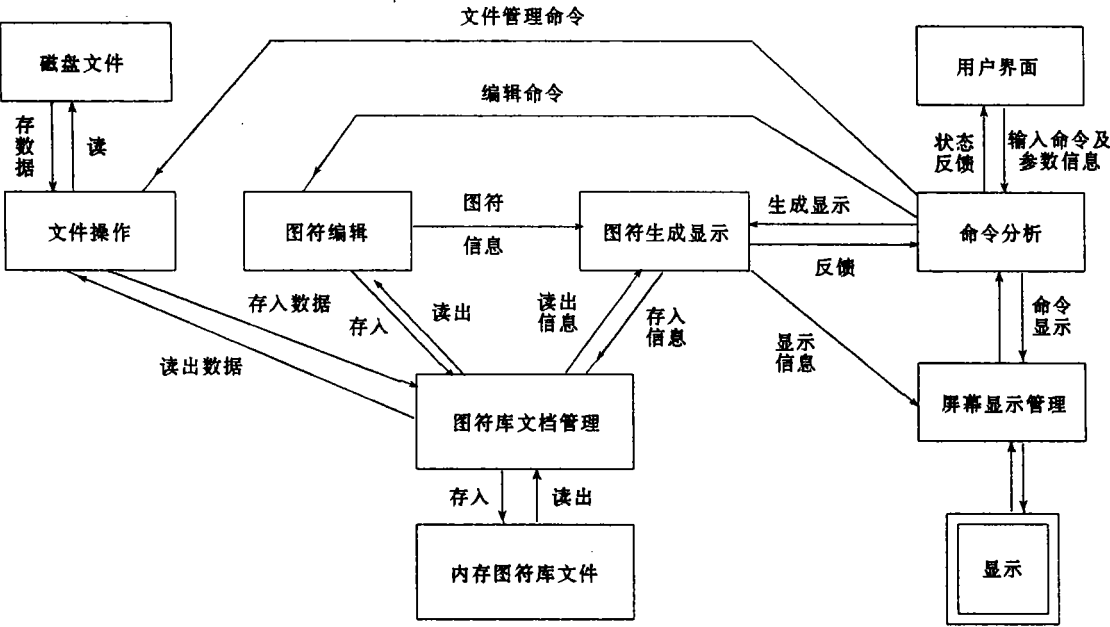 文件管理命令
磁盘文件
用户界面
编辑命令
存
数
据
读
状态
反馈
输入命令及
参数信息
文件操作
图符编辑
图符
信息
图符生成显示
生成显示
反馈
命令分析
存入数据
存入
读出
读出
信息
存入
信息
显示
信息
命令
显示
读出数据
图符库文档管理
屏幕显示管理
存入
读出
内存图符库文件
显示